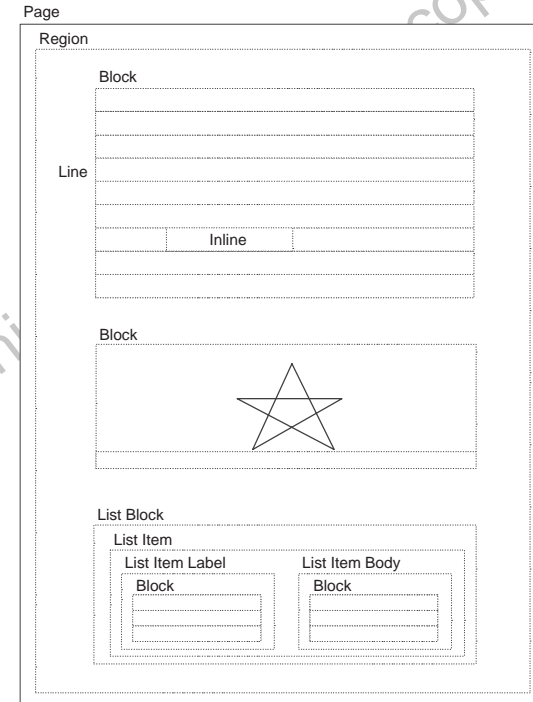 Page
Region
Block
Line
Inline
Block
List Block
List Item
List Item Label List Item Body
Block Block